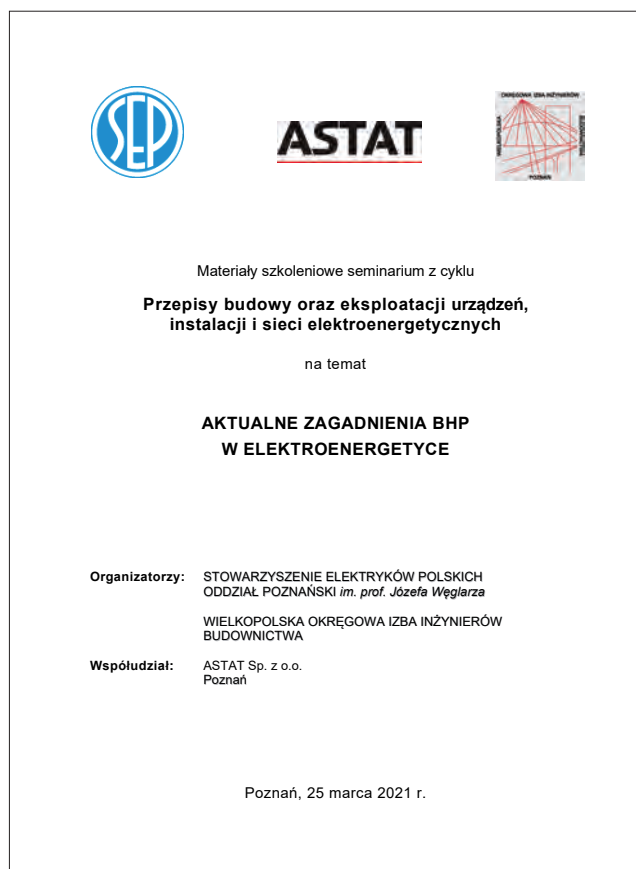 SEP
ASTAT
OKRĘGOWA IZBA INŻYNIERÓW
WIELKOPOLSKA
BUDOWNICTWA
POZNAŃ
Materiały szkoleniowe seminarium z cyklu
Przepisy budowy oraz eksploatacji urządzeń,
instalacji i sieci elektroenergetycznych
na temat
AKTUALNE ZAGADNIENIA BHP
W ELEKTROENERGETYCE
Organizatorzy: STOWARZYSZENIE ELEKTRYKÓW POLSKICH
ODDZIAŁ POZNAŃSKI im. prof. Józefa Węglarza
WIELKOPOLSKA OKRĘGOWA IZBA INŻYNIERÓW
BUDOWNICTWA
Współudział: ASTAT Sp. z o.o.
Poznań
Poznań, 25 marca 2021 r.